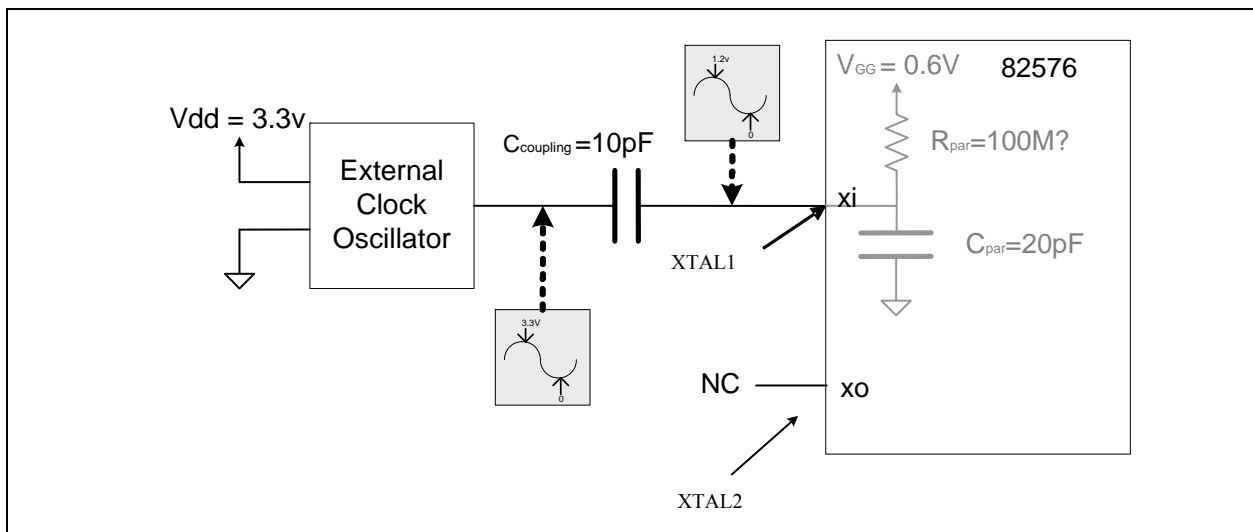 Vdd = 3.3v
External
Clock
Oscillator
3.3V
0
Ccoupling=10pF
1.2v
0
XTAL1
VGG = 0.6V
82576
Rpar=100M?
xi
Cpar=20pF
NC
xo
XTAL2